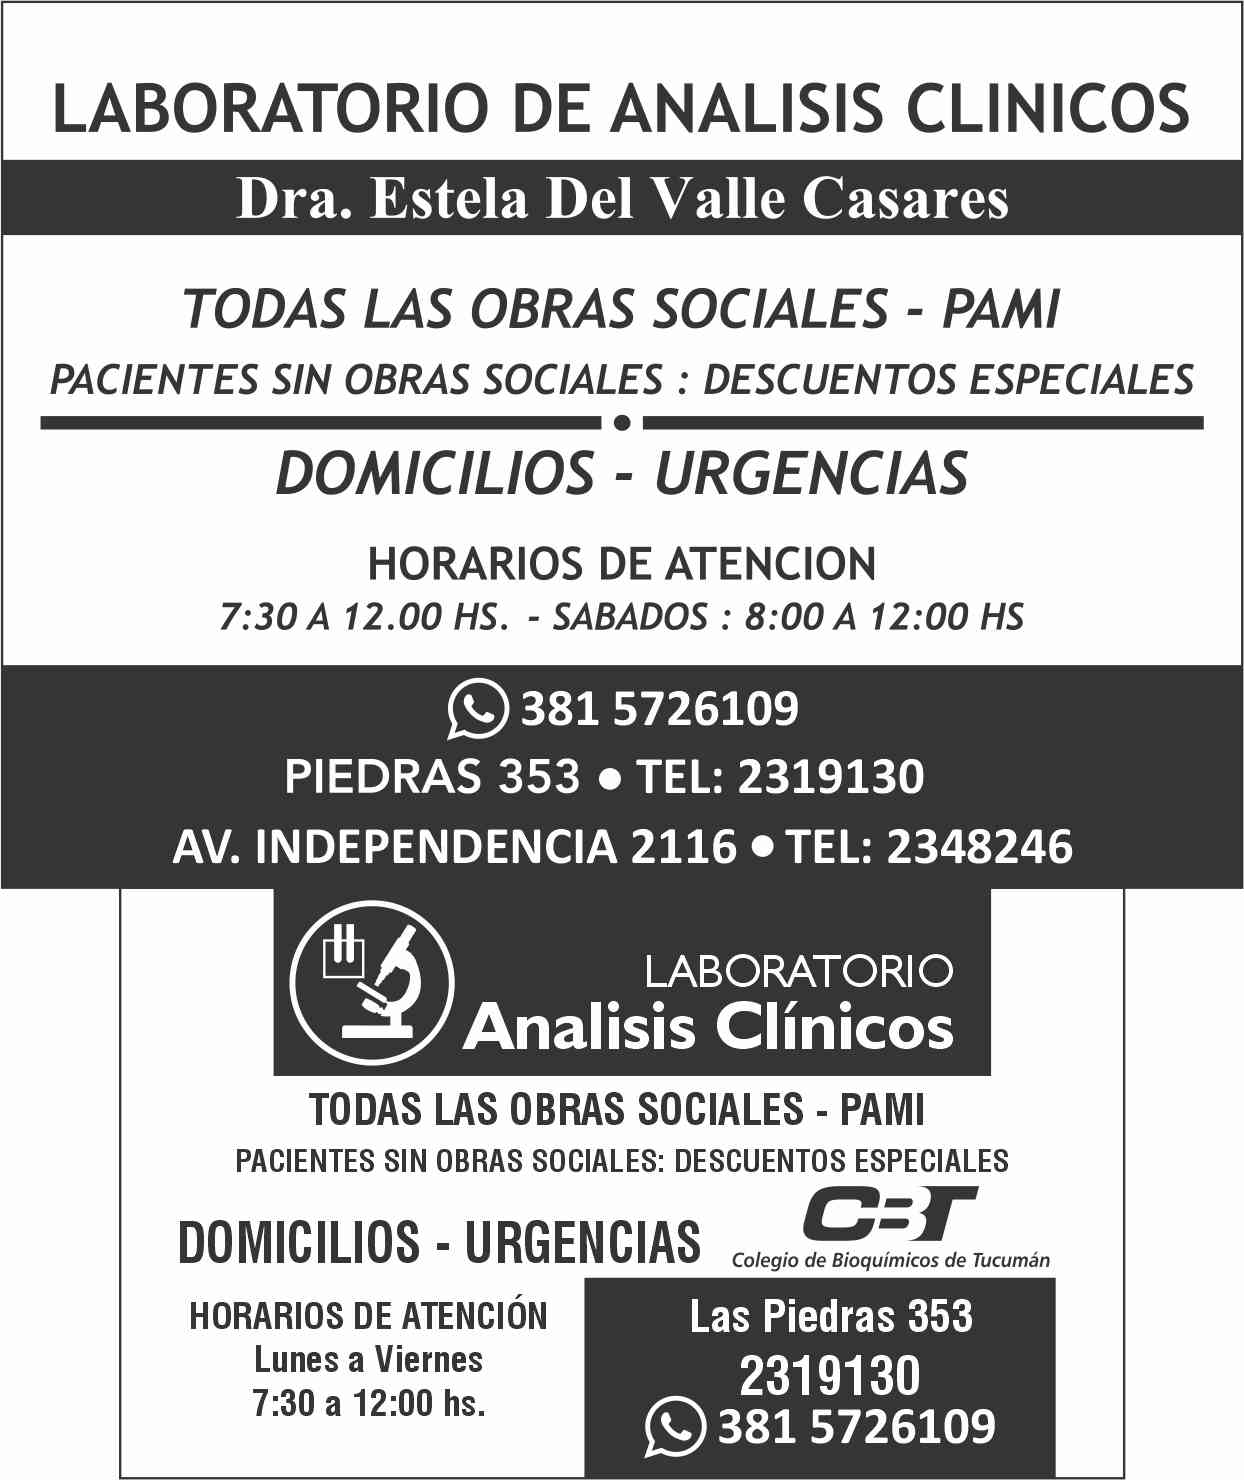 LABORATORIO DE ANALISIS CLINICOS
Dra. Estela Del Valle Casares
TODAS LAS OBRAS SOCIALES - PAMI
PACIENTES SIN OBRAS SOCIALES : DESCUENTOS ESPECIALES
DOMICILIOS - URGENCIAS
HORARIOS DE ATENCION
7:30 A 12.00 HS. - SABADOS : 8:00 A 12:00 HS
381 5726109
PIEDRAS 353 ● TEL: 2319130
AV. INDEPENDENCIA 2116 ● TEL: 2348246
LABORATORIO
Analisis Clínicos
TODAS LAS OBRAS SOCIALES - PAMI
PACIENTES SIN OBRAS SOCIALES: DESCUENTOS ESPECIALES
DOMICILIOS - URGENCIAS
CBT
Colegio de Bioquímicos de Tucumán
HORARIOS DE ATENCIÓN
Lunes a Viernes
7:30 a 12:00 hs.
Las Piedras 353
2319130
381 5726109